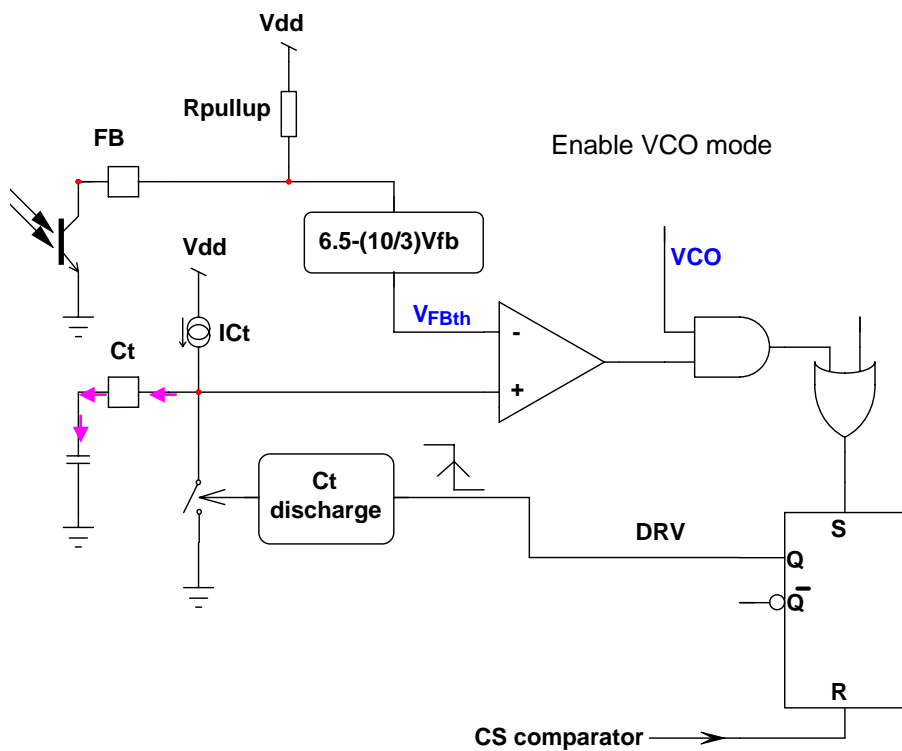 Vdd
Rpullup
FB
Enable VCO mode
6.5-(10/3)Vfb
Vdd
VCO
VFBth
-
ICt
Ct
+
Ct
discharge
DRV
S
Q
Q̅
R
CS comparator